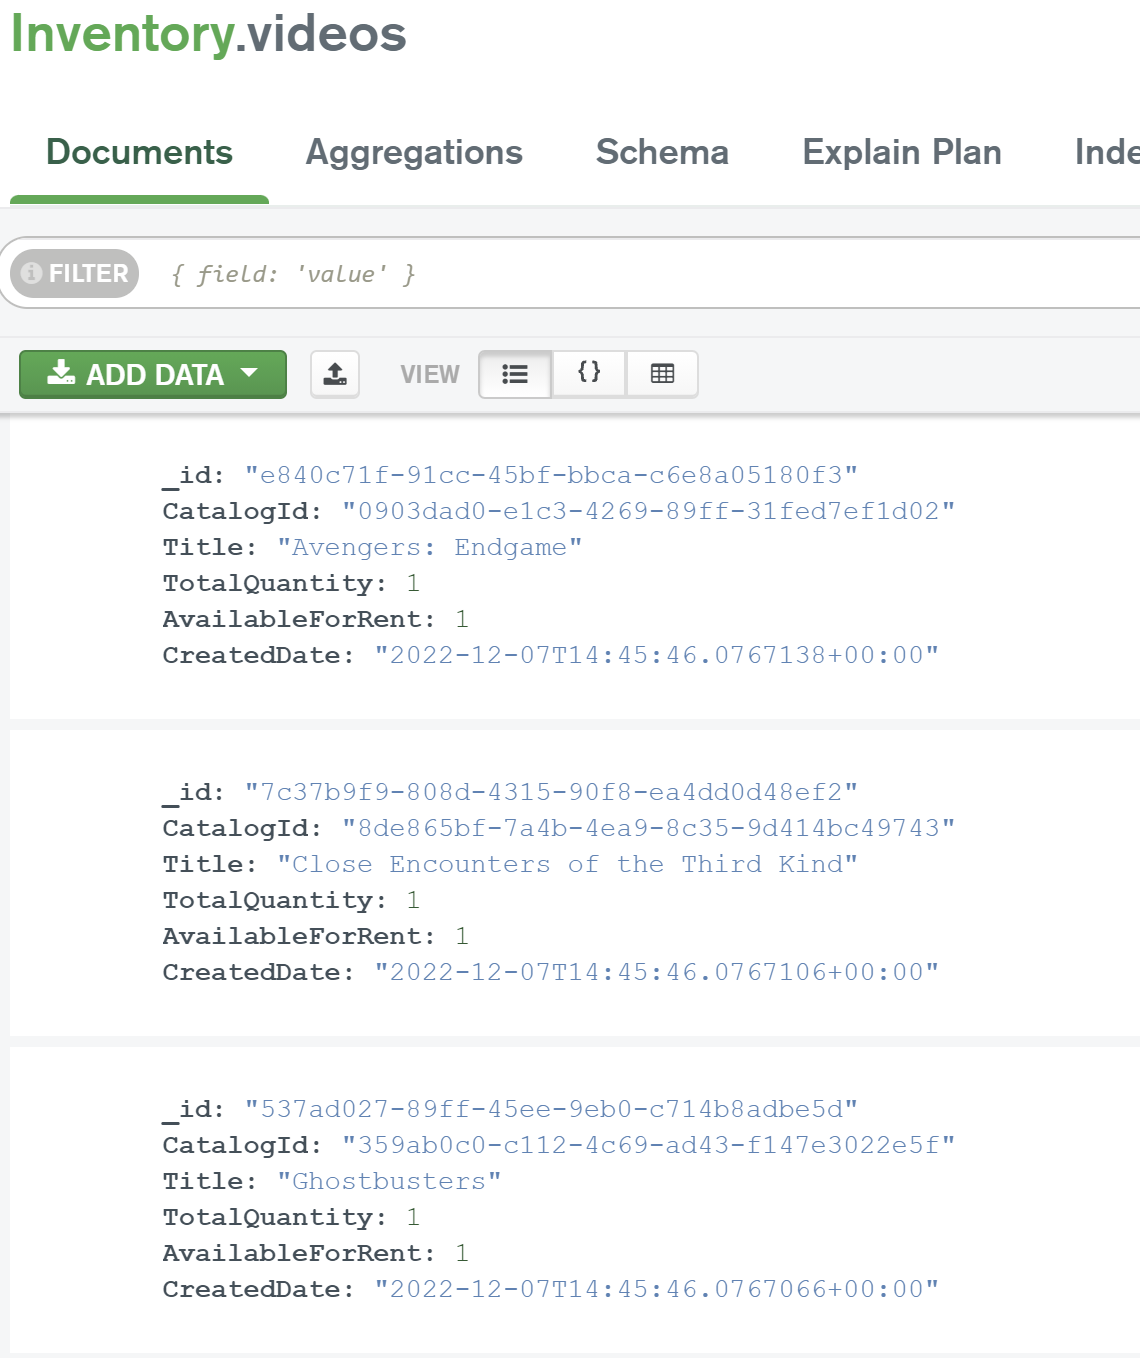 Inventory.videos
Documents Aggregations Schema Explain Plan Inde
FILTER { field: 'value' }
ADD DATA VIEW {}
_id: "e840c71f-91cc-45bf-bbca-c6e8a05180f3"
CatalogId: "0903dad0-e1c3-4269-89ff-31fed7ef1d02"
Title: "Avengers: Endgame"
TotalQuantity: 1
AvailableForRent: 1
CreatedDate: "2022-12-07T14:45:46.0767138+00:00"
_id: "7c37b9f9-808d-4315-90f8-ea4dd0d48ef2"
CatalogId: "8de865bf-7a4b-4ea9-8c35-9d414bc49743"
Title: "Close Encounters of the Third Kind"
TotalQuantity: 1
AvailableForRent: 1
CreatedDate: "2022-12-07T14:45:46.0767106+00:00"
_id: "537ad027-89ff-45ee-9eb0-c714b8adbe5d"
CatalogId: "359ab0c0-c112-4c69-ad43-f147e3022e5f"
Title: "Ghostbusters"
TotalQuantity: 1
AvailableForRent: 1
CreatedDate: "2022-12-07T14:45:46.0767066+00:00"